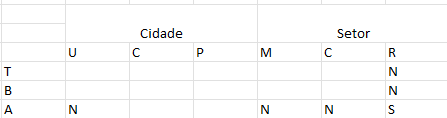 Cidade Setor
U C P M C R
T N
B N
A N N N S